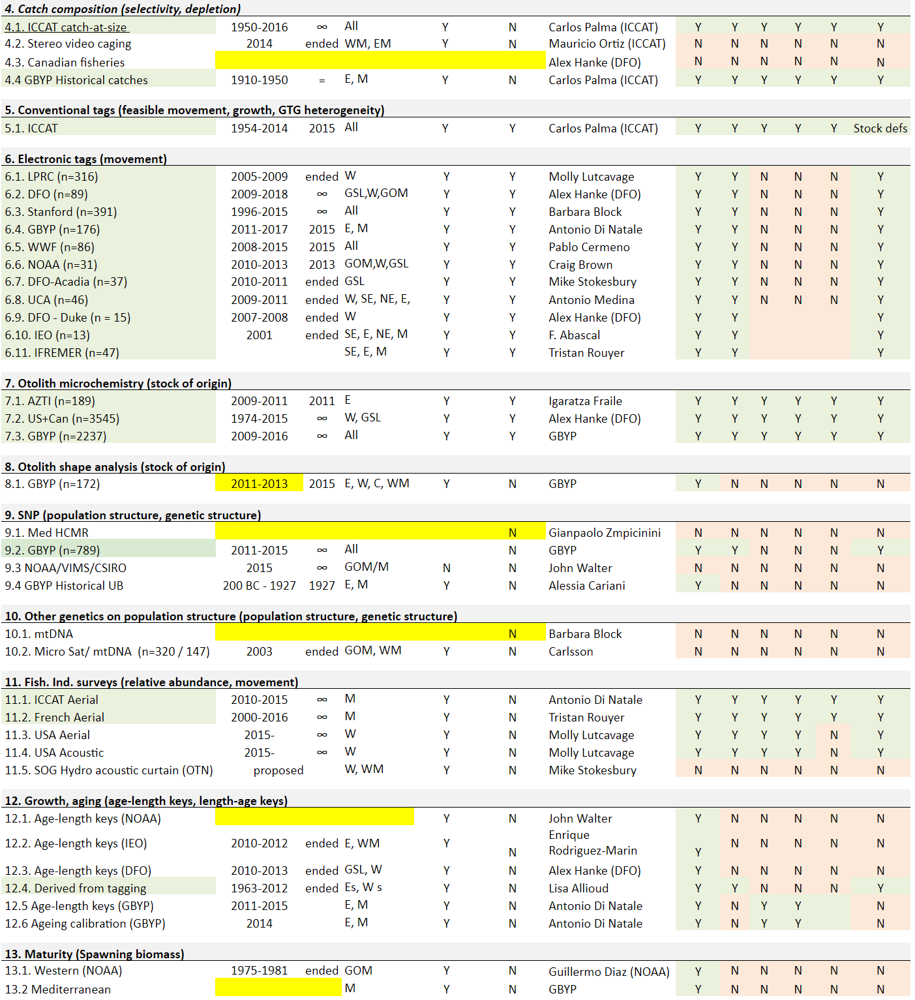 4. Catch composition (selectivity, depletion)
4.1. ICCAT catch-at-size 1950-2016 ∞ All Y N Carlos Palma (ICCAT) Y Y Y Y Y Y
4.2. Stereo video caging 2014 ended WM, EM Y N Mauricio Ortiz (ICCAT) N N N N N N
4.3. Canadian fisheries Alex Hanke (DFO) N N N N N N
4.4 GBYP Historical catches 1910-1950 = E, M Y N Carlos Palma (ICCAT) Y Y Y Y Y Y
5. Conventional tags (feasible movement, growth, GTG heterogeneity)
5.1. ICCAT 1954-2014 2015 All Y Y Carlos Palma (ICCAT) Y Y Y Y Y Stock defs
6. Electronic tags (movement)
6.1. LPRC (n=316) 2005-2009 ended W Y Y Molly Lutcavage Y Y N N N Y
6.2. DFO (n=89) 2009-2018 ∞ GSL,W,GOM Y Y Alex Hanke (DFO) Y Y N N N Y
6.3. Stanford (n=391) 1996-2015 ∞ All Y Y Barbara Block Y Y N N N Y
6.4. GBYP (n=176) 2011-2017 2015 E, M Y Y Antonio Di Natale Y Y N N N Y
6.5. WWF (n=86) 2008-2015 2015 All Y Y Pablo Cermeno Y Y N N N Y
6.6. NOAA (n=31) 2010-2013 2013 GOM,W,GSL Y Y Craig Brown Y Y N N N Y
6.7. DFO-Acadia (n=37) 2010-2011 ended GSL Y Y Mike Stokesbury Y Y N N N Y
6.8. UCA (n=46) 2009-2011 ended W, SE, NE, E, Y Y Antonio Medina Y Y N N N Y
6.9. DFO - Duke (n = 15) 2007-2008 ended W Y Y Alex Hanke (DFO) Y Y Y
6.10. IEO (n=13) 2001 ended SE, E, NE, M Y Y F. Abascal Y Y Y
6.11. IFREMER (n=47) SE, E, M Y Y Tristan Rouyer Y Y Y
7. Otolith microchemistry (stock of origin)
7.1. AZTI (n=189) 2009-2011 2011 E Y Y Igaratza Fraile Y Y Y Y Y Y
7.2. US+Can (n=3545) 1974-2015 ∞ W, GSL Y Y Alex Hanke (DFO) Y Y Y Y Y Y
7.3. GBYP (n=2237) 2009-2016 ∞ All Y Y GBYP Y Y Y Y Y Y
8. Otolith shape analysis (stock of origin)
8.1. GBYP (n=172) 2011-2013 2015 E, W, C, WM Y N GBYP Y N N N N N
9. SNP (population structure, genetic structure)
9.1. Med HCMR N Gianpaolo Zmpicinini N N N N N N
9.2. GBYP (n=789) 2011-2015 ∞ All N GBYP Y Y N N N Y
9.3 NOAA/VIMS/CSIRO 2015 ∞ GOM/M N N John Walter N N N N N N
9.4 GBYP Historical UB 200 BC - 1927 1927 E, M Y N Alessia Cariani Y N N N N N
10. Other genetics on population structure (population structure, genetic structure)
10.1. mtDNA N Barbara Block N N N N N N
10.2. Micro Sat/ mtDNA (n=320 / 147) 2003 ended GOM, WM Y N Carlsson N N N N N N
11. Fish. Ind. surveys (relative abundance, movement)
11.1. ICCAT Aerial 2010-2015 ∞ M Y N Antonio Di Natale Y Y Y Y Y Y
11.2. French Aerial 2000-2016 ∞ M Y N Tristan Rouyer Y Y Y Y Y Y
11.3. USA Aerial 2015- ∞ W Y N Molly Lutcavage Y Y Y Y N Y
11.4. USA Acoustic 2015- ∞ W Y N Molly Lutcavage Y Y Y Y N Y
11.5. SOG Hydro acoustic curtain (OTN) proposed W, WM Y N Mike Stokesbury N N N N N N
12. Growth, aging (age-length keys, length-age keys)
12.1. Age-length keys (NOAA) Y N John Walter Y N N N N N
12.2. Age-length keys (IEO) 2010-2012 ended E, WM Y N Enrique Rodriguez-Marin Y N N N N N
12.3. Age-length keys (DFO) 2010-2013 ended GSL, W Y N Alex Hanke (DFO) Y N N N N N
12.4. Derived from tagging 1963-2012 ended Es, W s Y N Lisa Allioud Y Y N N N Y
12.5 Age-length keys (GBYP) 2011-2015 E, M Y N Antonio Di Natale Y N Y Y N
12.6 Ageing calibration (GBYP) 2014 E, M Y N Antonio Di Natale Y N Y Y N
13. Maturity (Spawning biomass)
13.1. Western (NOAA) 1975-1981 ended GOM Y N Guillermo Diaz (NOAA) Y N N N N N
13.2 Mediterranean M Y N GBYP Y N N N N N